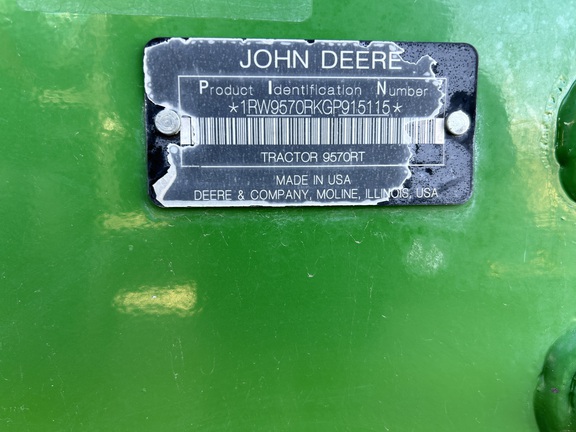 JOHN DEERE
Product Identification Number
*1RW9570RKGP915115*
TRACTOR 9570RT
MADE IN USA
DEERE & COMPANY, MOLINE, ILLINOIS, USA